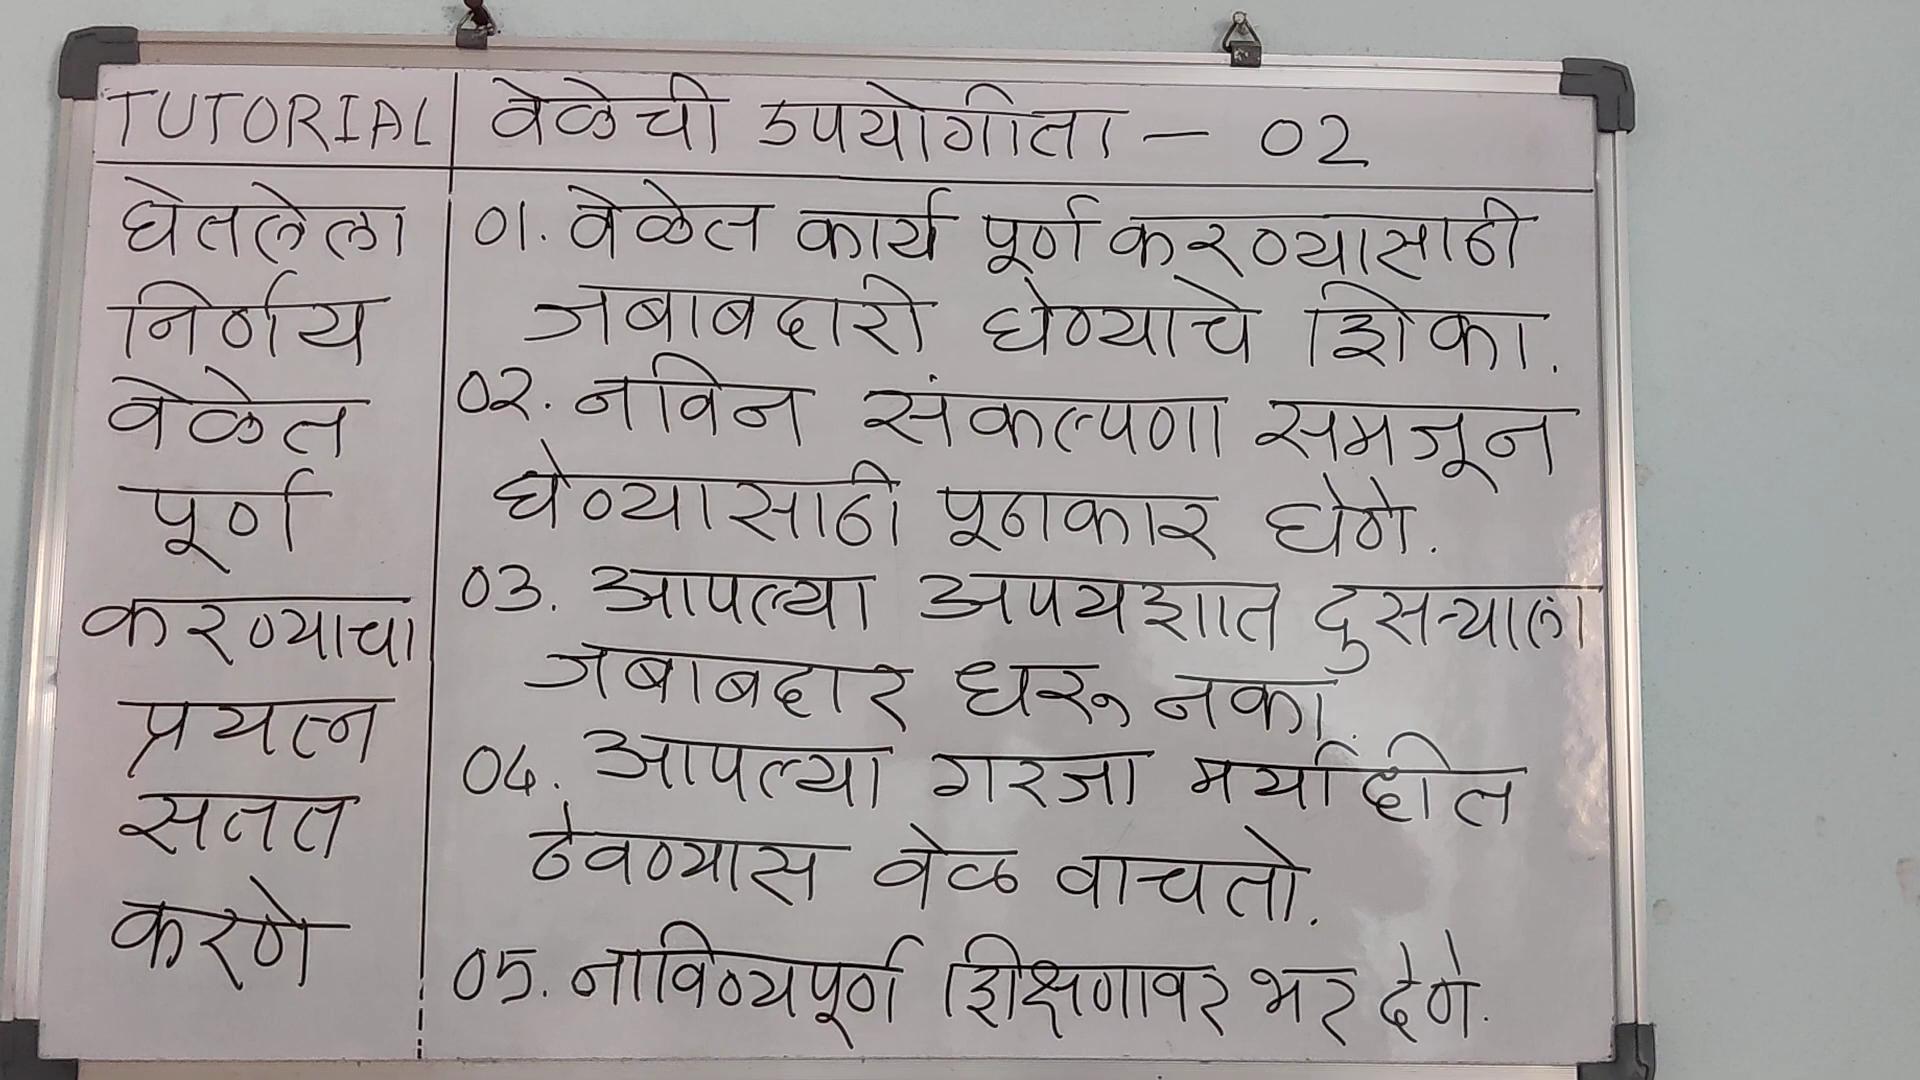 TUTORIAL
वेळेची उपयोगीता - 02
घेतलेला
निर्णय
वेळेत
पूर्ण
करण्याचा
प्रयत्न
सतत
करणे
01. वेळेत कार्य पूर्ण करण्यासाठी
जबाबदारी घेण्याचे शिका.
02. नविन संकल्पणा समजून
घेण्यासाठी पूढाकार घेणे.
03. आपल्या अपयशात दुसऱ्याला
जबाबदार धरू नका.
04. आपल्या गरजा मर्यादीत
ठेवण्यास वेळ वाचतो.
05. नाविण्यपूर्ण शिक्षणावर भर देणे.